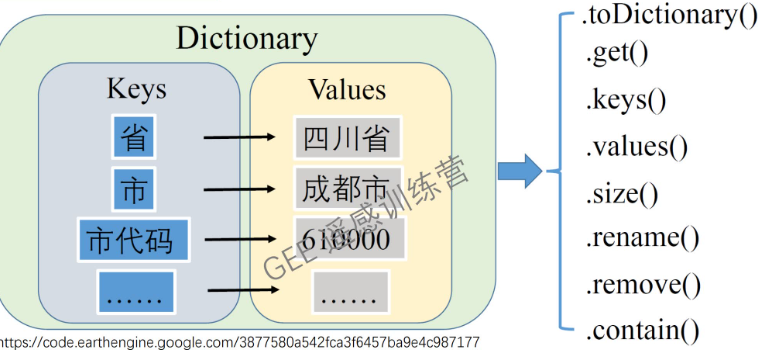 Dictionary
Keys
Values
省
四川省
市
成都市
市代码
610000
……
……
GEE遥感训练营
.toDictionary()
.get()
.keys()
.values()
.size()
.rename()
.remove()
.contain()
https://code.earthengine.google.com/3877580a542fca3f6457ba9e4c987177